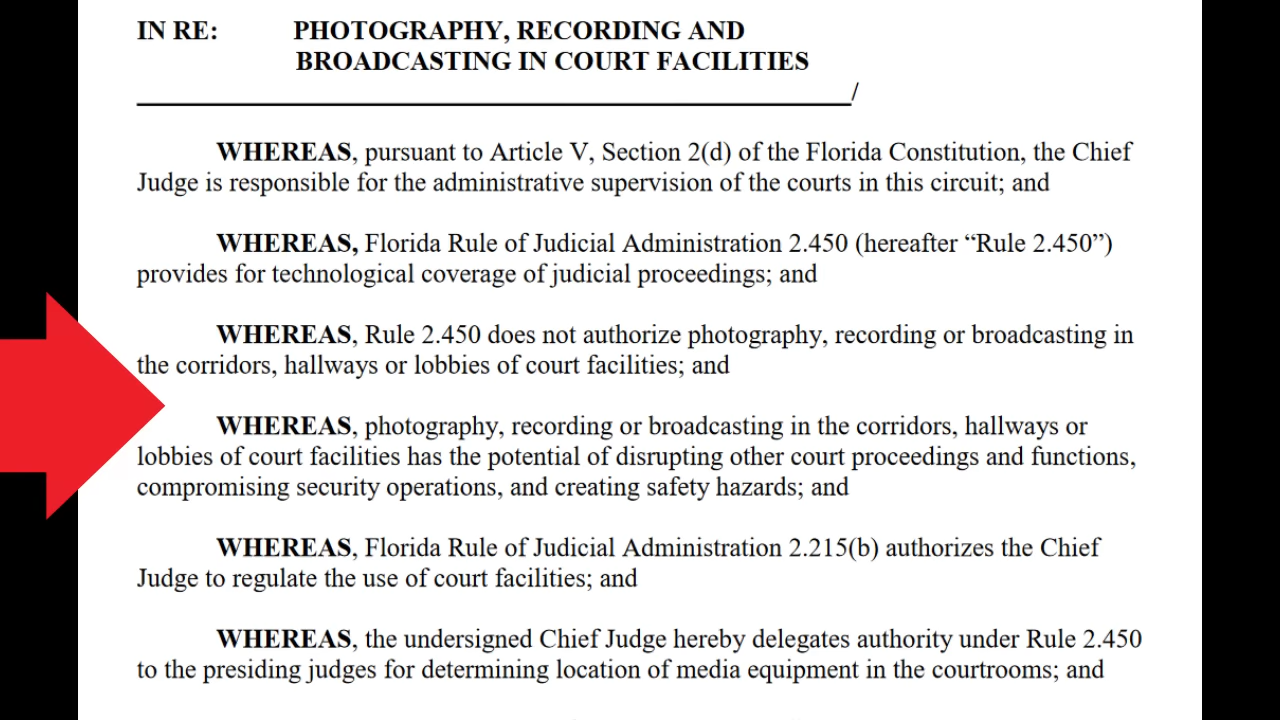 IN RE: PHOTOGRAPHY, RECORDING AND
BROADCASTING IN COURT FACILITIES
/
WHEREAS, pursuant to Article V, Section 2(d) of the Florida Constitution, the Chief
Judge is responsible for the administrative supervision of the courts in this circuit; and
WHEREAS, Florida Rule of Judicial Administration 2.450 (hereafter “Rule 2.450”)
provides for technological coverage of judicial proceedings; and
WHEREAS, Rule 2.450 does not authorize photography, recording or broadcasting in
the corridors, hallways or lobbies of court facilities; and
WHEREAS, photography, recording or broadcasting in the corridors, hallways or
lobbies of court facilities has the potential of disrupting other court proceedings and functions,
compromising security operations, and creating safety hazards; and
WHEREAS, Florida Rule of Judicial Administration 2.215(b) authorizes the Chief
Judge to regulate the use of court facilities; and
WHEREAS, the undersigned Chief Judge hereby delegates authority under Rule 2.450
to the presiding judges for determining location of media equipment in the courtrooms; and